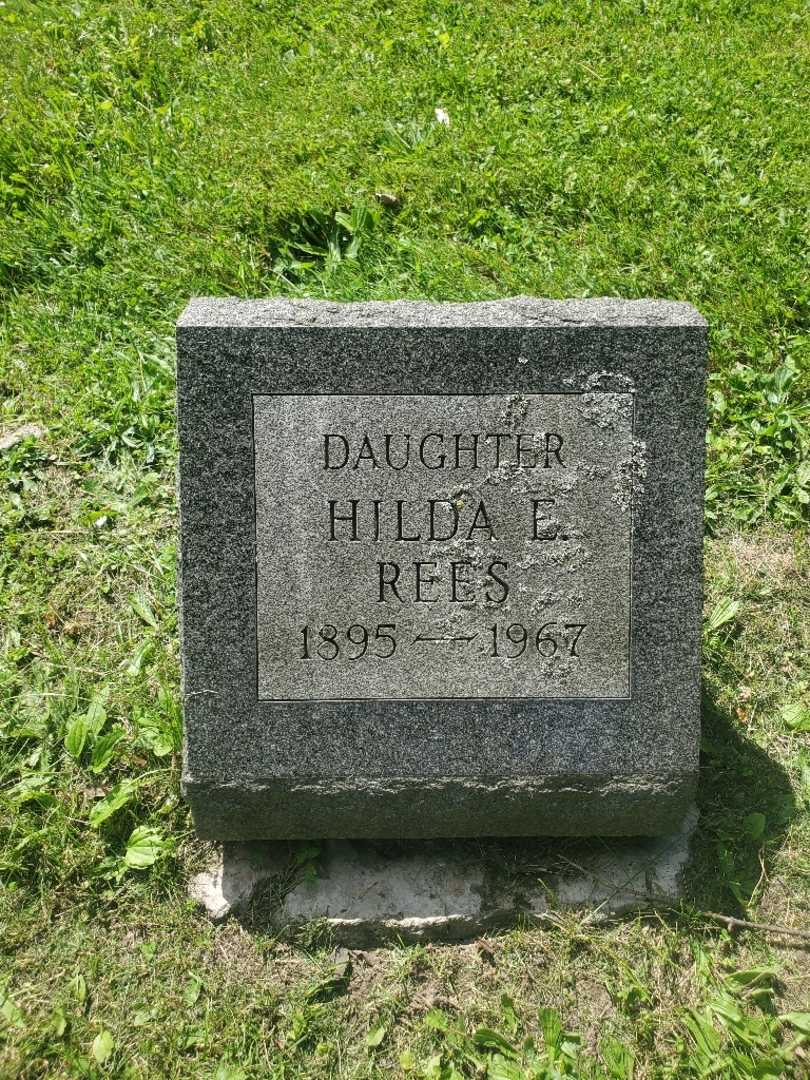 DAUGHTER
HILDA E.
REES
1895 — 1967